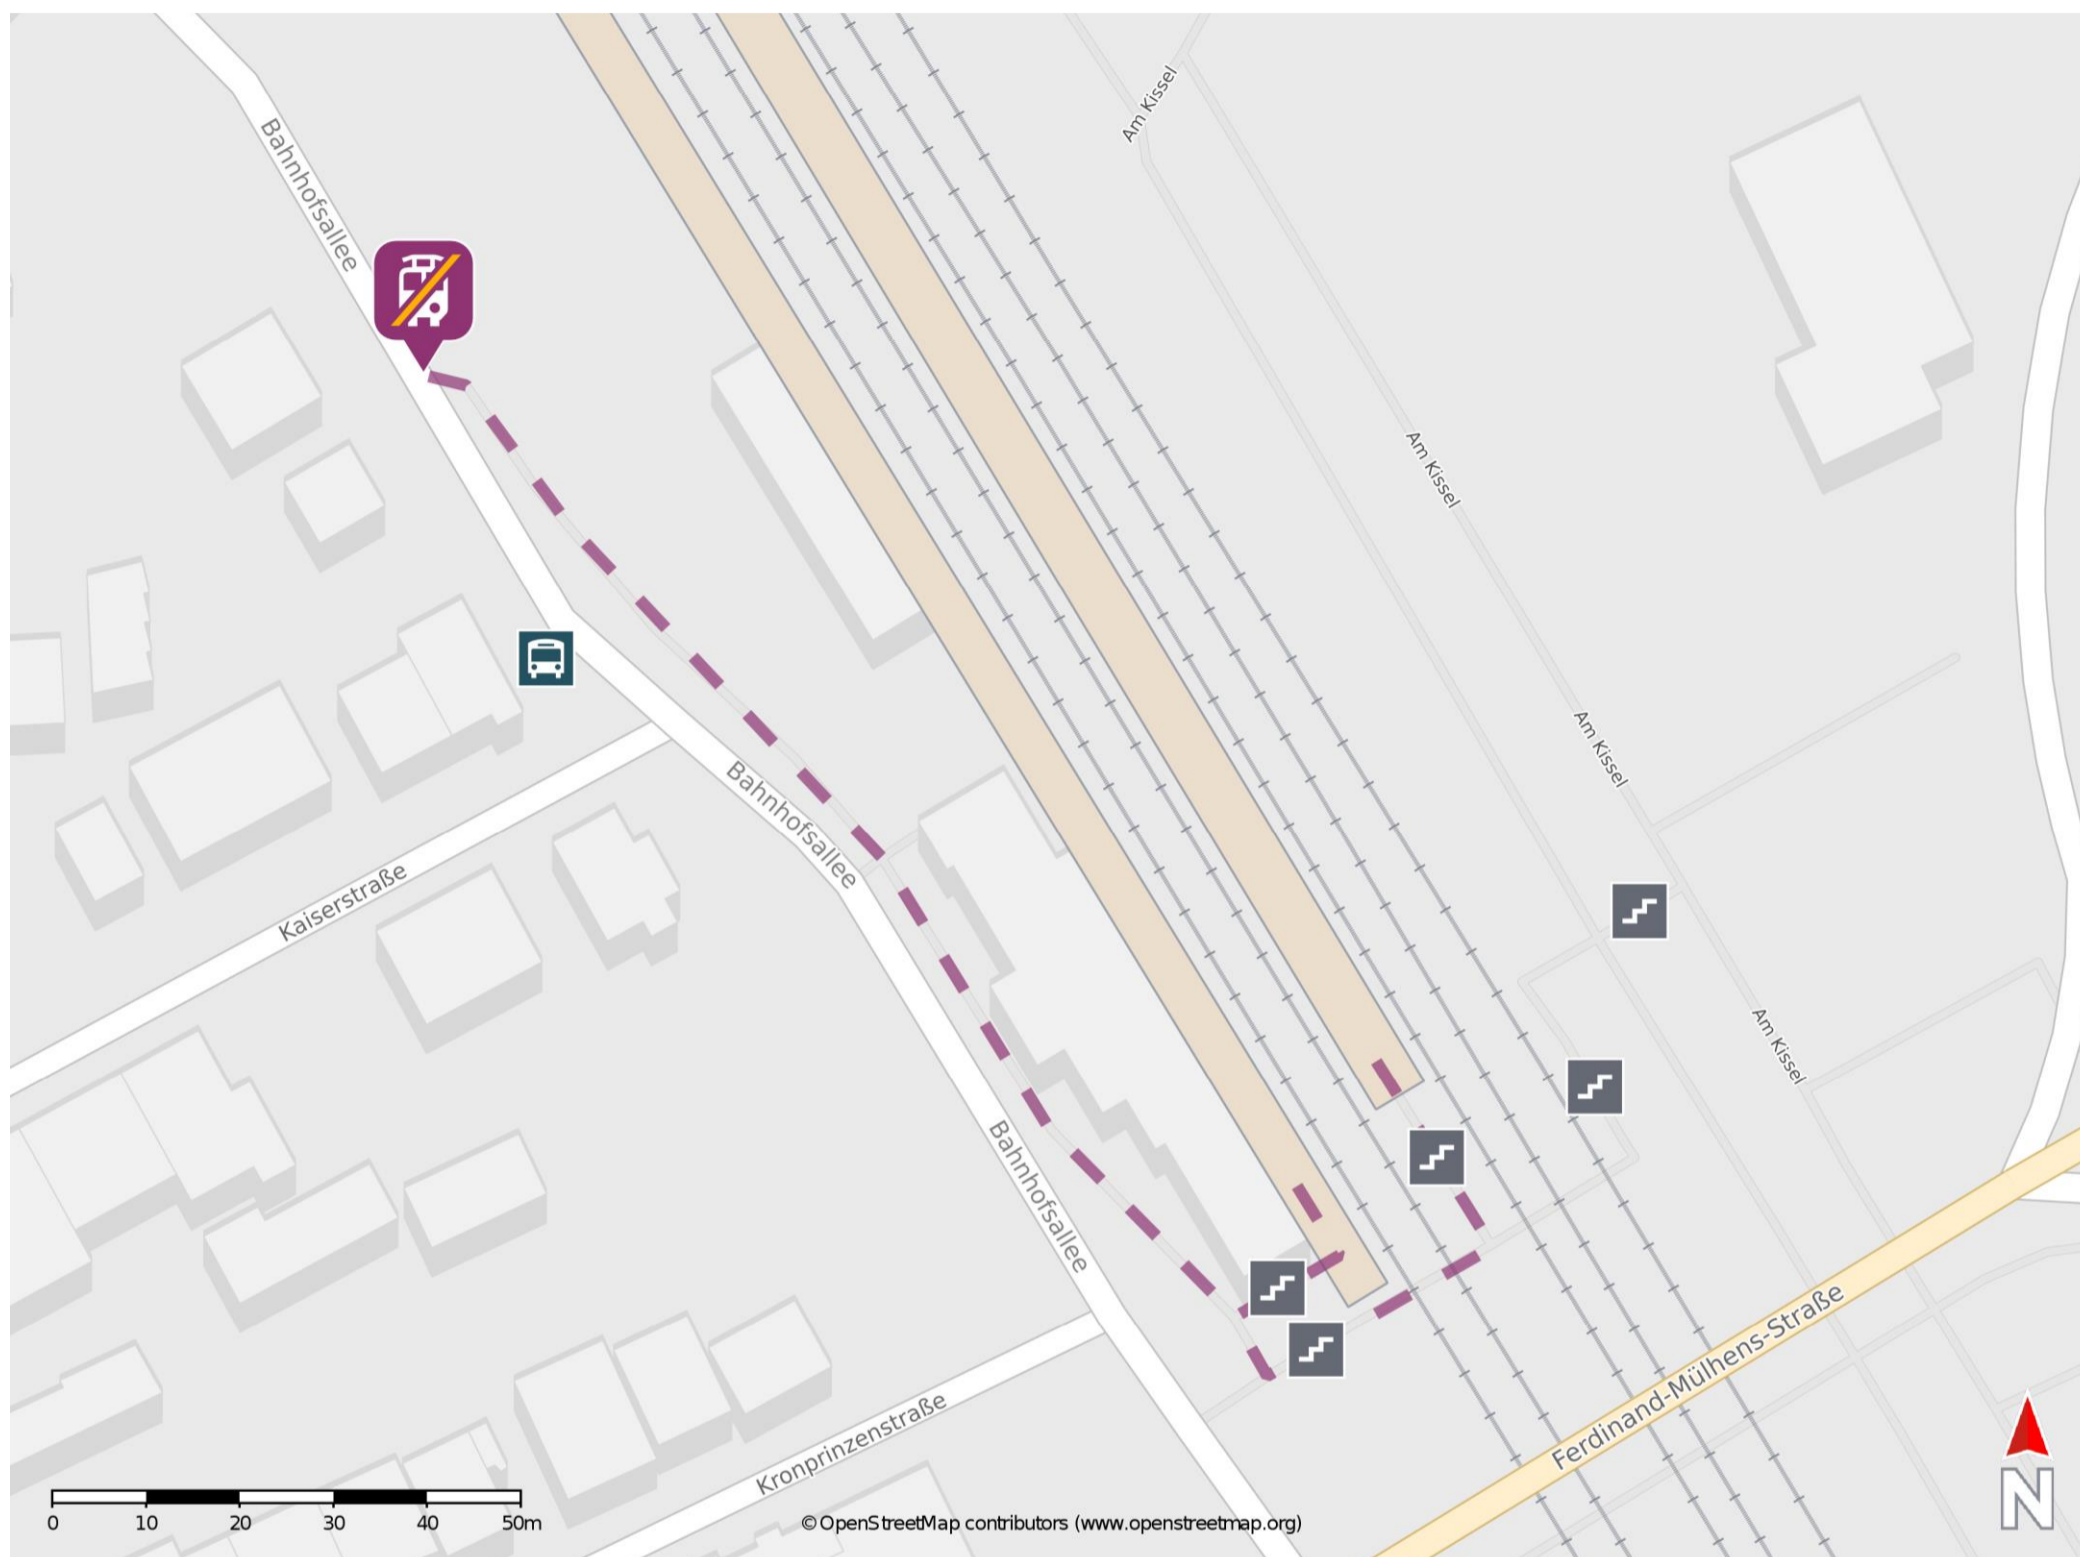 Am Kissel
Bahnhofsallee
Am Kissel
Am Kissel
Bahnhofsallee
Kaiserstraße
Am Kissel
Bahnhofsallee
Ferdinand-Mülhens-Straße
Kronprinzenstraße
0 10 20 30 40 50m
© OpenStreetMap contributors (www.openstreetmap.org)
N